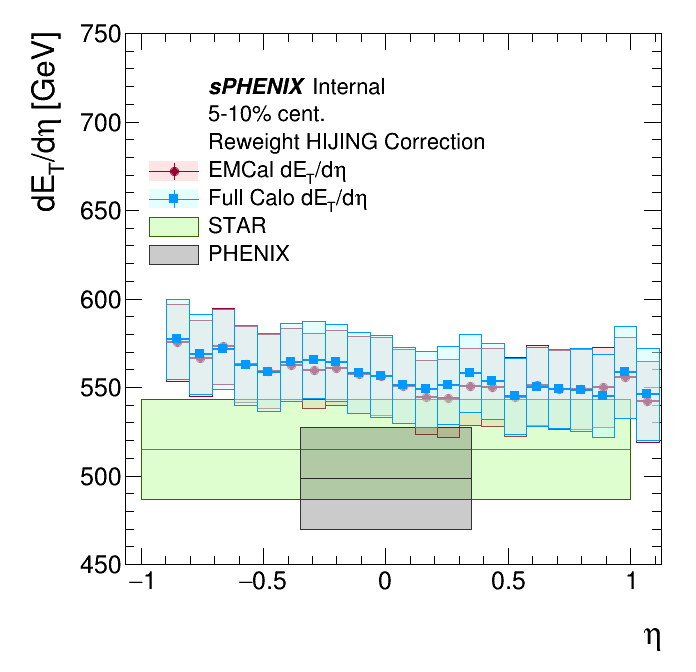 dE_T/dη [GeV]
750
700
650
600
550
500
450
sPHENIX Internal
5-10% cent.
Reweight HIJING Correction
EMCal dE_T/dη
Full Calo dE_T/dη
STAR
PHENIX
−1 −0.5 0 0.5 1
η